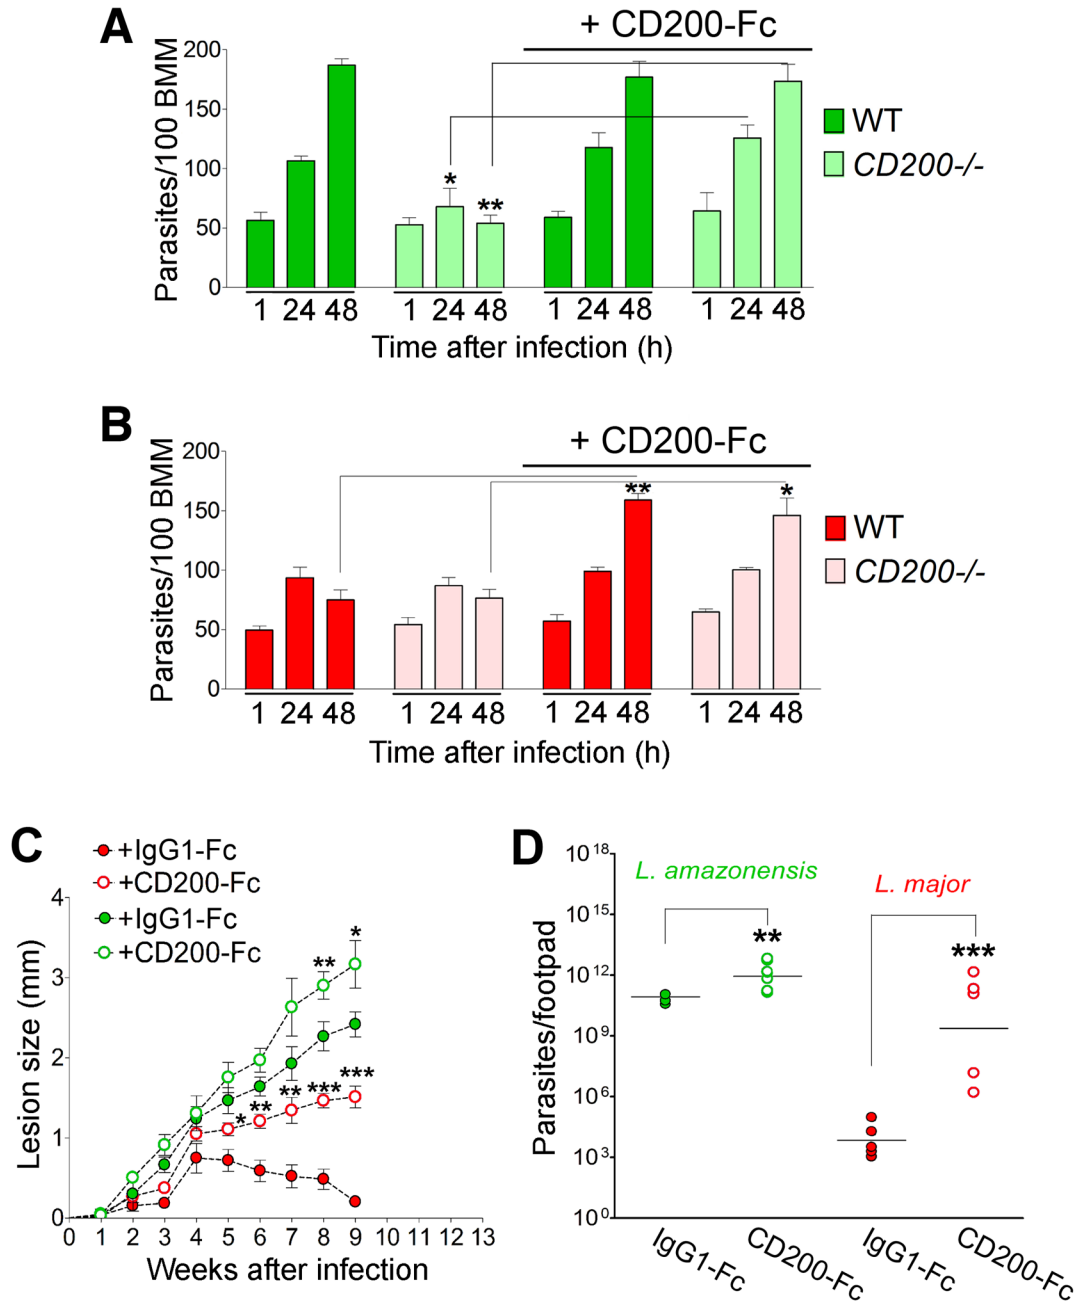 A
+ CD200-Fc
Parasites/100 BMM
200
150
100
50
0
*
**
WT
CD200-/-
1 24 48 1 24 48 1 24 48 1 24 48
Time after infection (h)
B
+ CD200-Fc
Parasites/100 BMM
200
150
100
50
0
**
*
WT
CD200-/-
1 24 48 1 24 48 1 24 48 1 24 48
Time after infection (h)
C
+IgG1-Fc
+CD200-Fc
+IgG1-Fc
+CD200-Fc
Lesion size (mm)
4
3
2
1
0
*
**
* ** ** *** ***
0 1 2 3 4 5 6 7 8 9 10 11 12 13
Weeks after infection
D
Parasites/footpad
10¹⁸
10¹⁵
10¹²
10⁹
10⁶
10³
10⁰
L. amazonensis
L. major
**
***
IgG1-Fc
CD200-Fc
IgG1-Fc
CD200-Fc